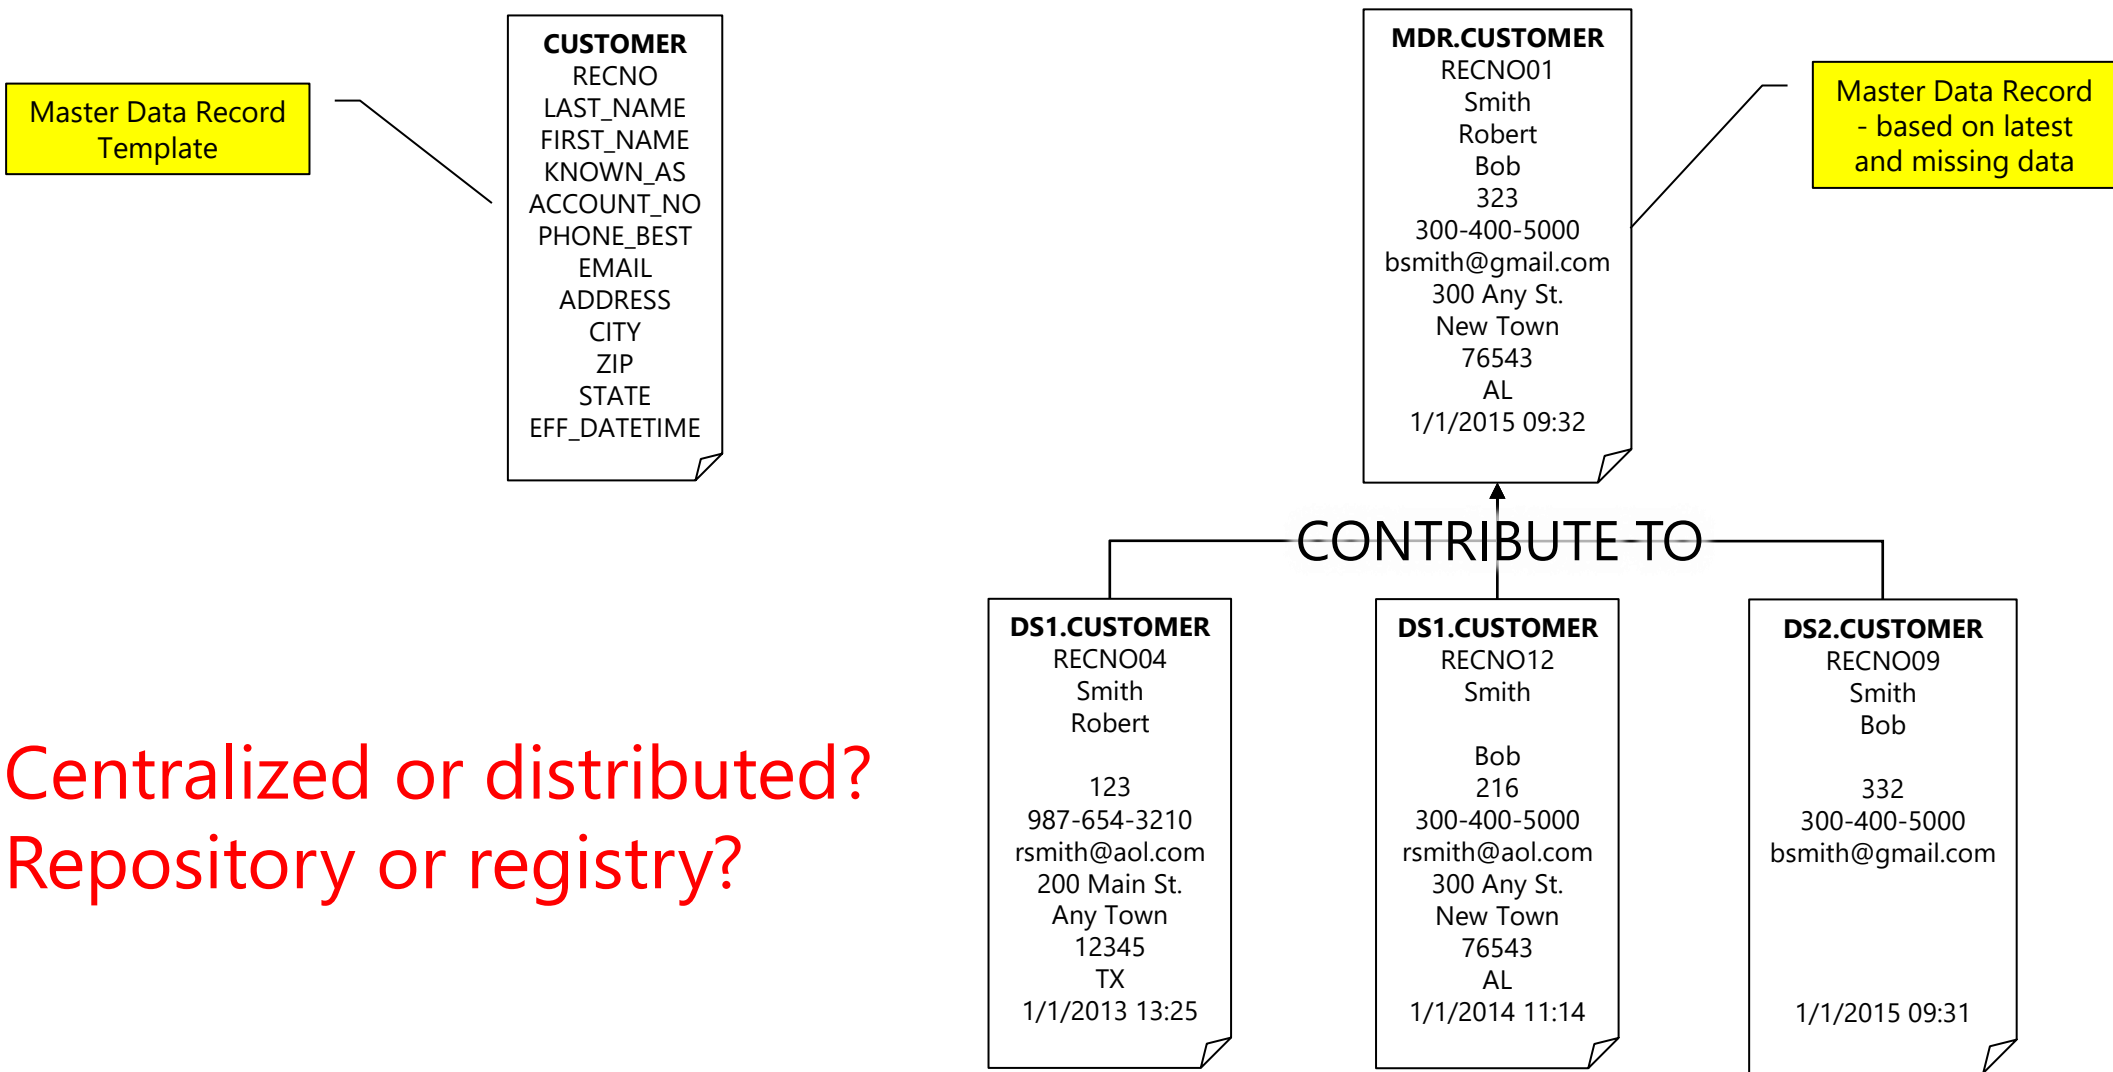 Master Data Record
Template
CUSTOMER
RECNO
LAST_NAME
FIRST_NAME
KNOWN_AS
ACCOUNT_NO
PHONE_BEST
EMAIL
ADDRESS
CITY
ZIP
STATE
EFF_DATETIME
MDR.CUSTOMER
RECNO01
Smith
Robert
Bob
323
300-400-5000
bsmith@gmail.com
300 Any St.
New Town
76543
AL
1/1/2015 09:32
Master Data Record
- based on latest
and missing data
CONTRIBUTE TO
DS1.CUSTOMER
RECNO04
Smith
Robert
123
987-654-3210
rsmith@aol.com
200 Main St.
Any Town
12345
TX
1/1/2013 13:25
DS1.CUSTOMER
RECNO12
Smith
Bob
216
300-400-5000
rsmith@aol.com
300 Any St.
New Town
76543
AL
1/1/2014 11:14
DS2.CUSTOMER
RECNO09
Smith
Bob
332
300-400-5000
bsmith@gmail.com
1/1/2015 09:31
Centralized or distributed?
Repository or registry?